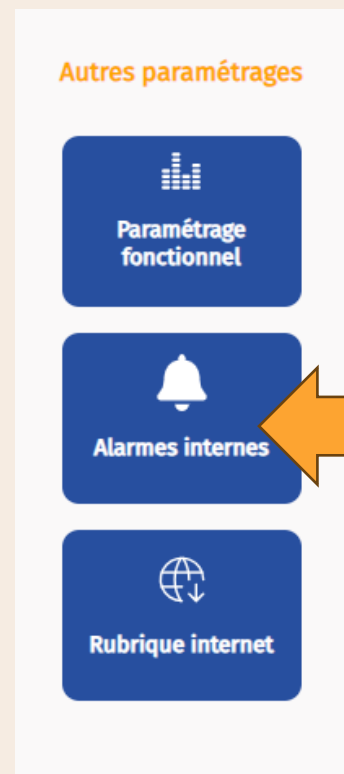 Autres paramétrages
Paramétrage
fonctionnel
Alarmes internes
Rubrique internet